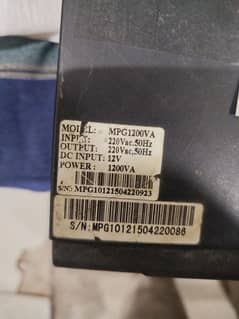 MODEL: MPG1200VA
INPUT: 220Vac,50Hz
OUTPUT: 220Vac,50Hz
DC INPUT: 12V
POWER: 1200VA
S/N: MPG10121504220923
S/N:MPG10121504220086